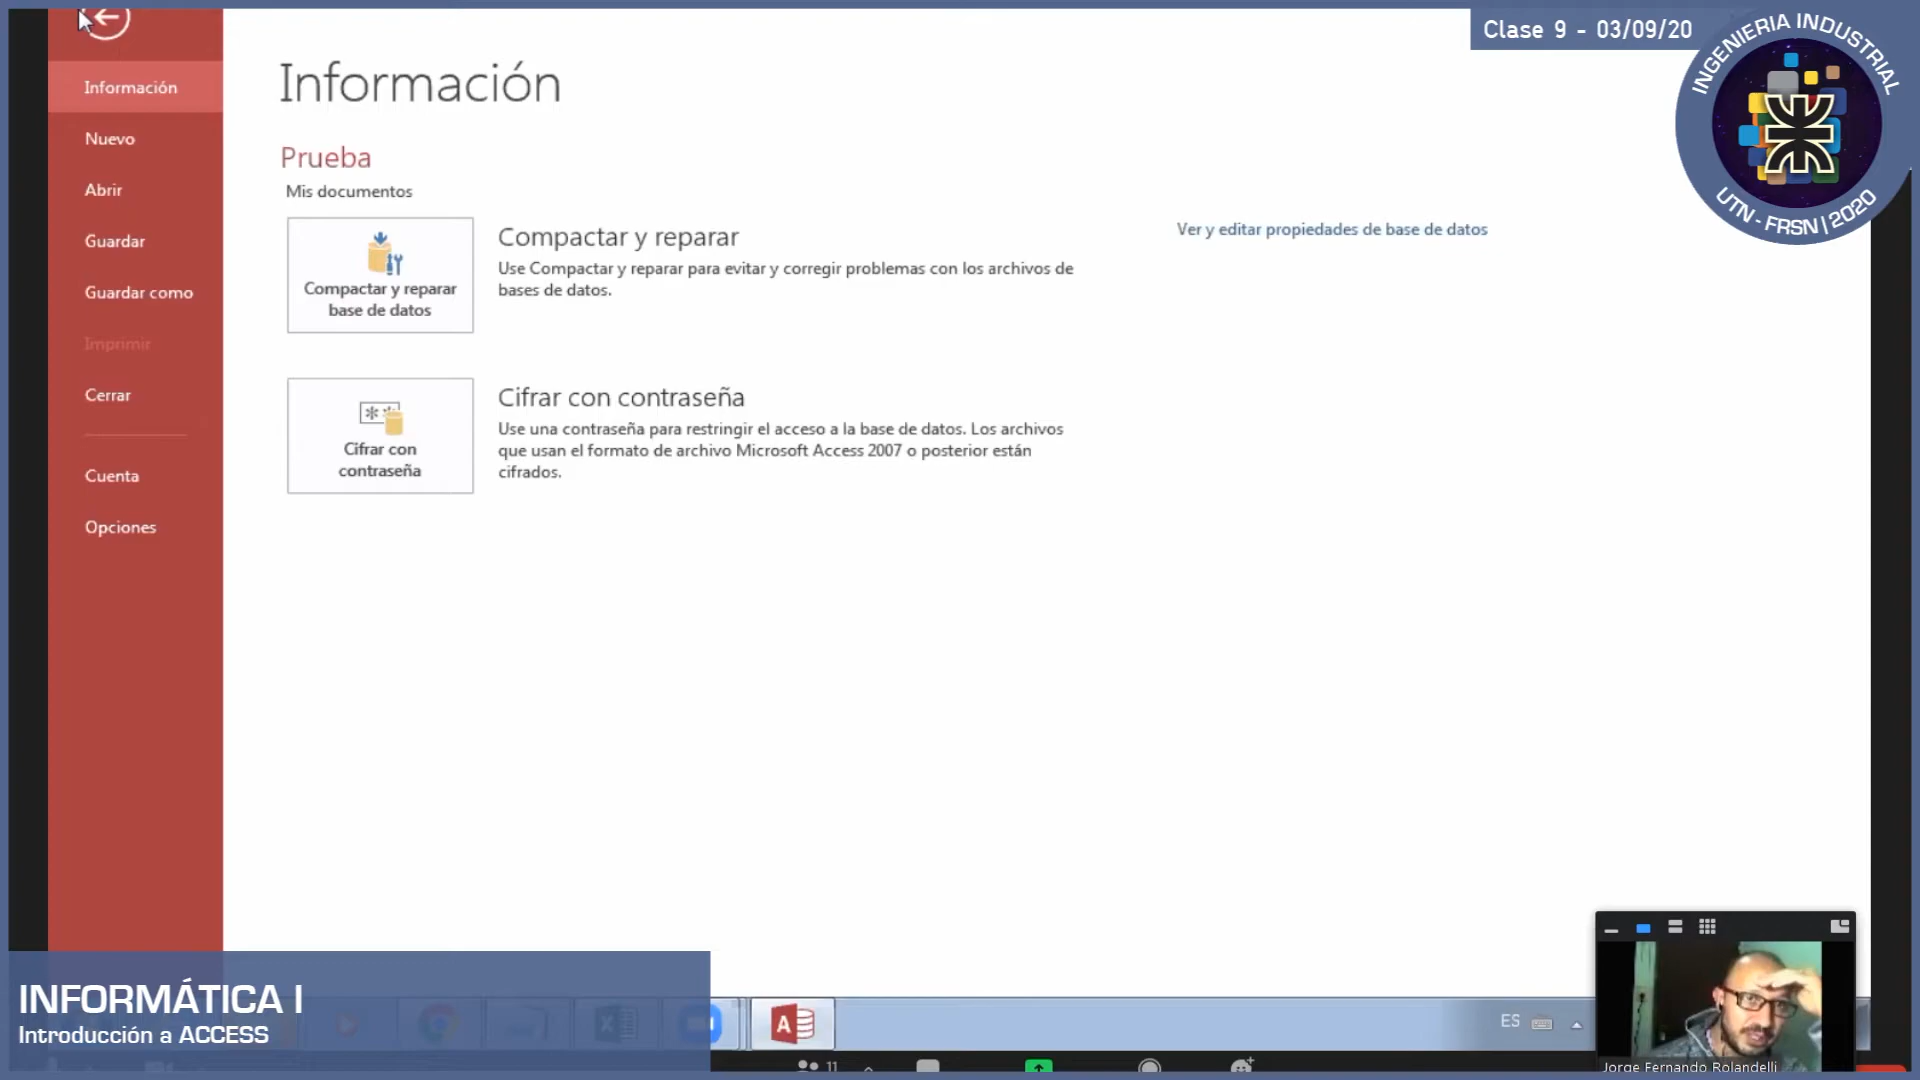 Clase 9 - 03/09/20
INGENIERIA INDUSTRIAL
UTN - FRSN | 2020
Información
Nuevo
Abrir
Guardar
Guardar como
Imprimir
Cerrar
Cuenta
Opciones
Información
Prueba
Mis documentos
Compactar y reparar
base de datos
Compactar y reparar
Use Compactar y reparar para evitar y corregir problemas con los archivos de
bases de datos.
Ver y editar propiedades de base de datos
Cifrar con
contraseña
Cifrar con contraseña
Use una contraseña para restringir el acceso a la base de datos. Los archivos
que usan el formato de archivo Microsoft Access 2007 o posterior están
cifrados.
INFORMÁTICA I
Introducción a ACCESS
A
ES
11
Jorge Fernando Rolandelli